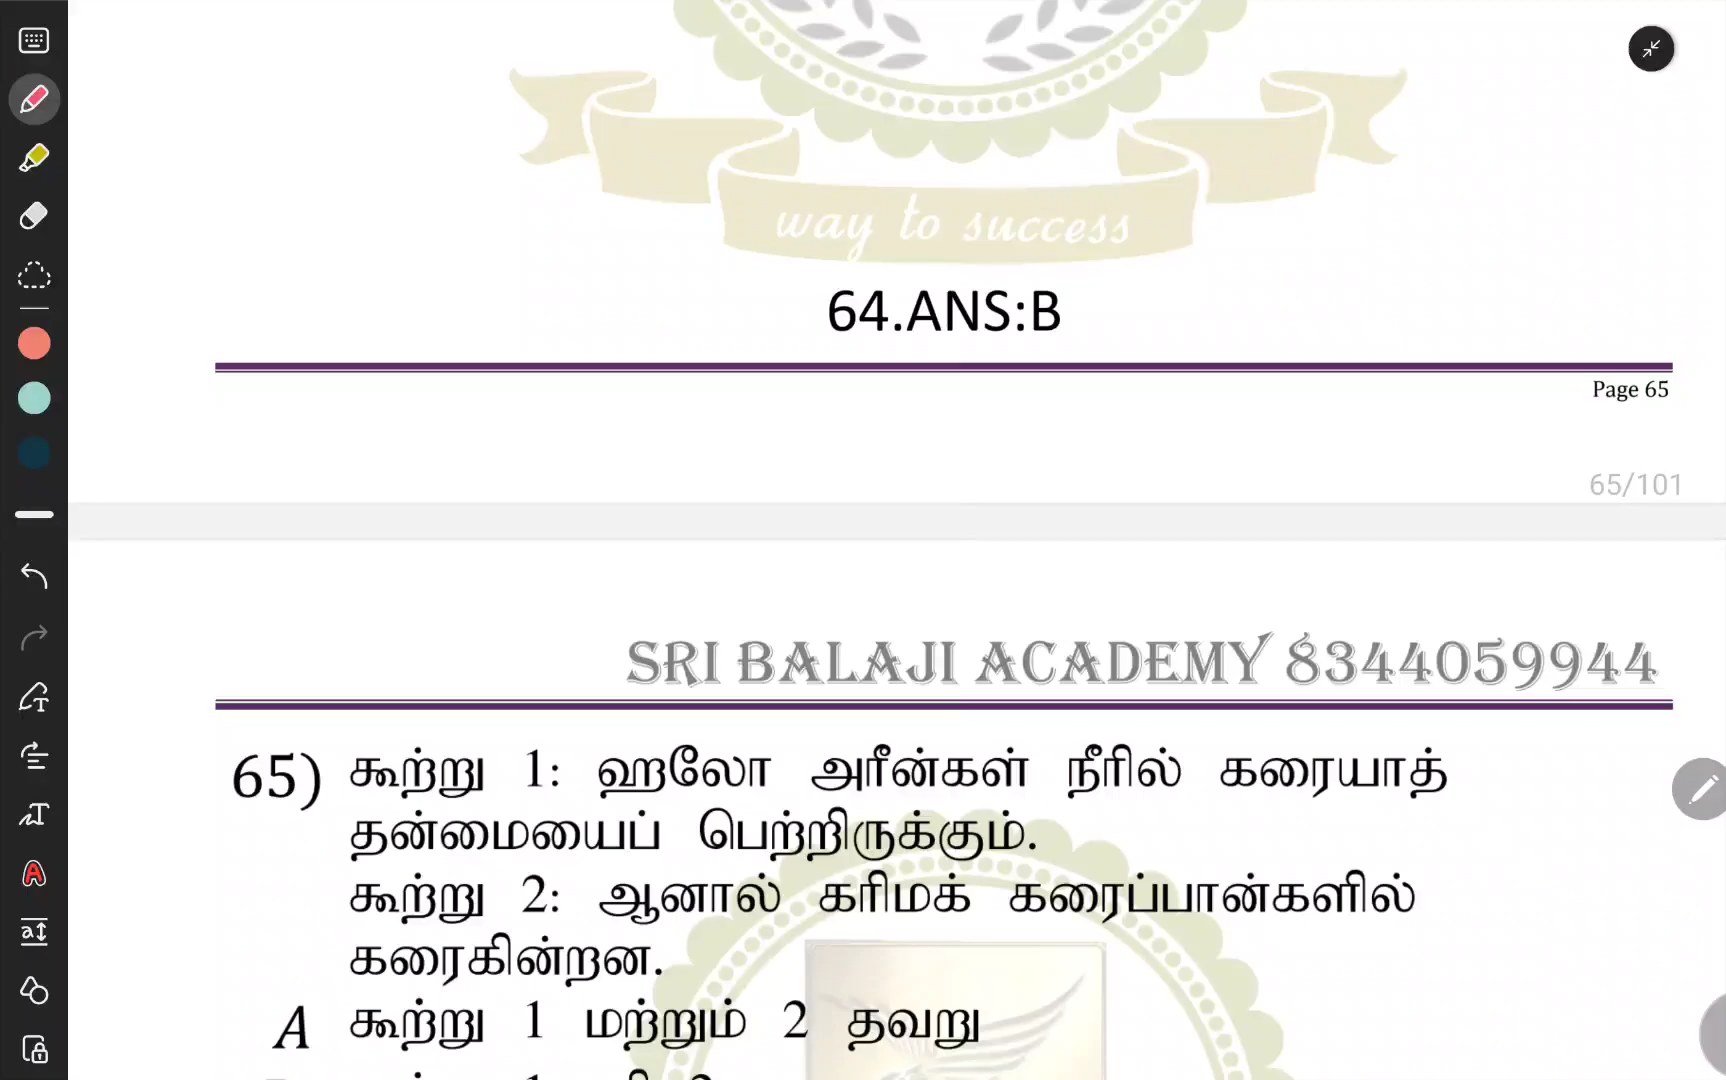 way to success
64.ANS:B
Page 65
65/101
SRI BALAJI ACADEMY 8344059944
65) கூற்று 1: ஹலோ அரீன்கள் நீரில் கரையாத்
தன்மையைப் பெற்றிருக்கும்.
கூற்று 2: ஆனால் கரிமக் கரைப்பான்களில்
கரைகின்றன.
A கூற்று 1 மற்றும் 2 தவறு